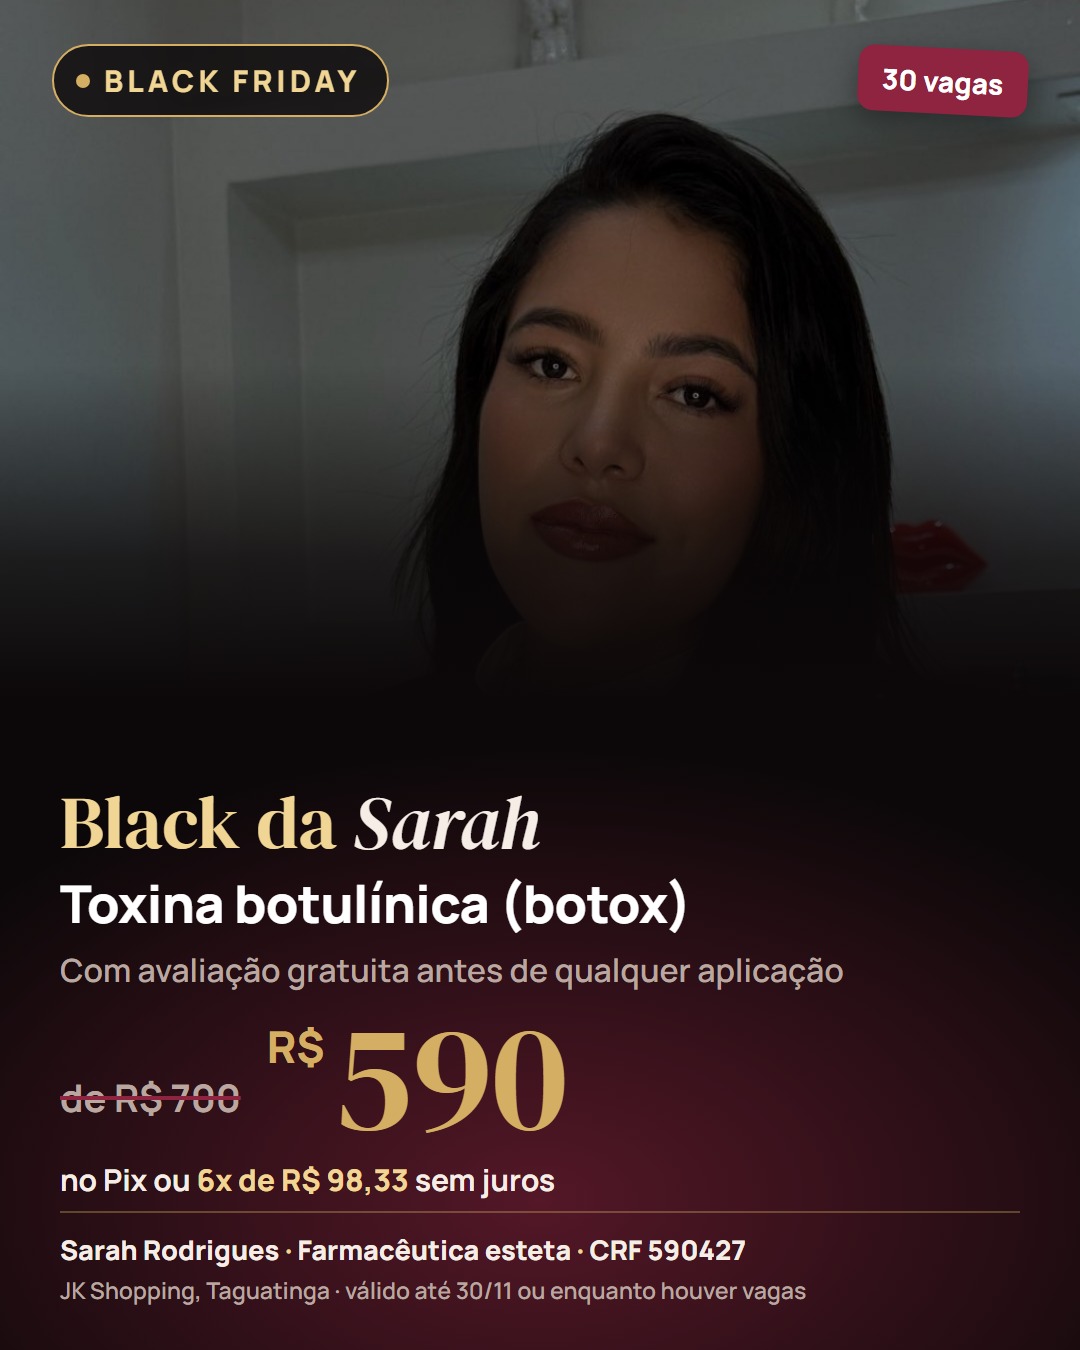 BLACK FRIDAY
30 vagas
Black da Sarah
Toxina botulínica (botox)
Com avaliação gratuita antes de qualquer aplicação
de R$ 700
R$ 590
no Pix ou 6x de R$ 98,33 sem juros
Sarah Rodrigues · Farmacêutica esteta · CRF 590427
JK Shopping, Taguatinga · válido até 30/11 ou enquanto houver vagas